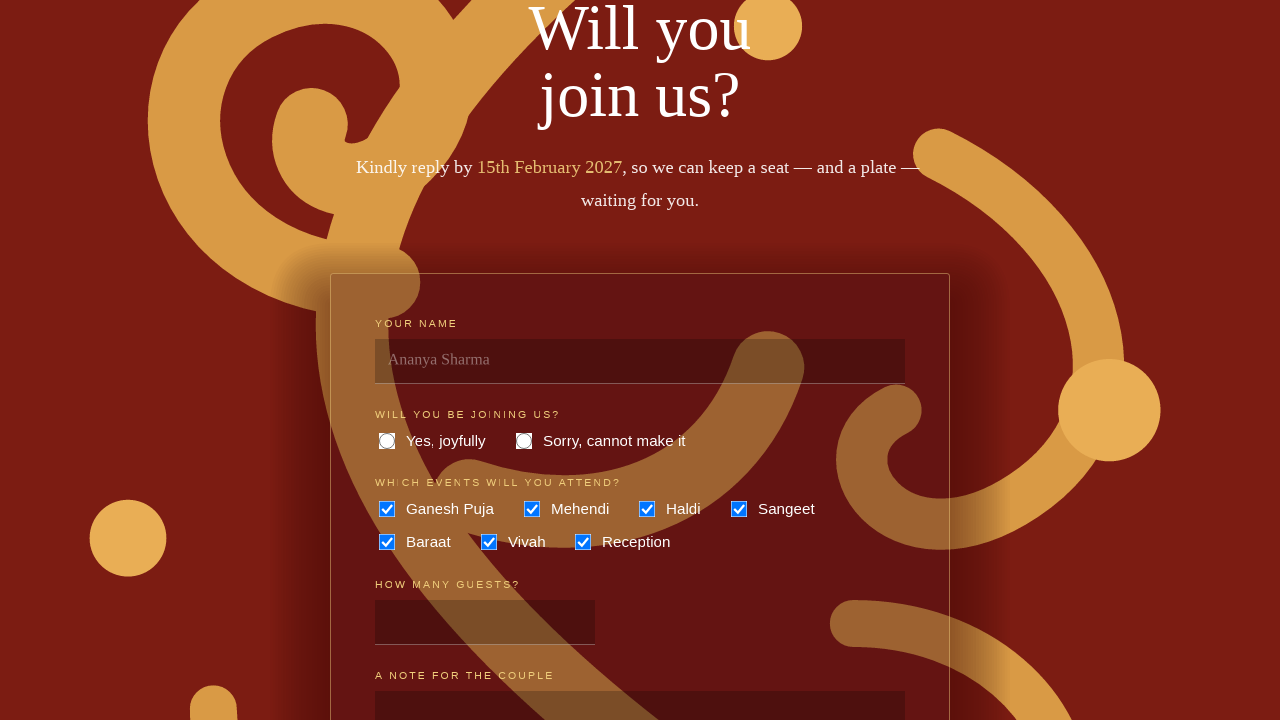 Will you
join us?
Kindly reply by 15th February 2027, so we can keep a seat — and a plate —
waiting for you.
YOUR NAME
Ananya Sharma
WILL YOU BE JOINING US?
Yes, joyfully Sorry, cannot make it
WHICH EVENTS WILL YOU ATTEND?
Ganesh Puja Mehendi Haldi Sangeet
Baraat Vivah Reception
HOW MANY GUESTS?
A NOTE FOR THE COUPLE